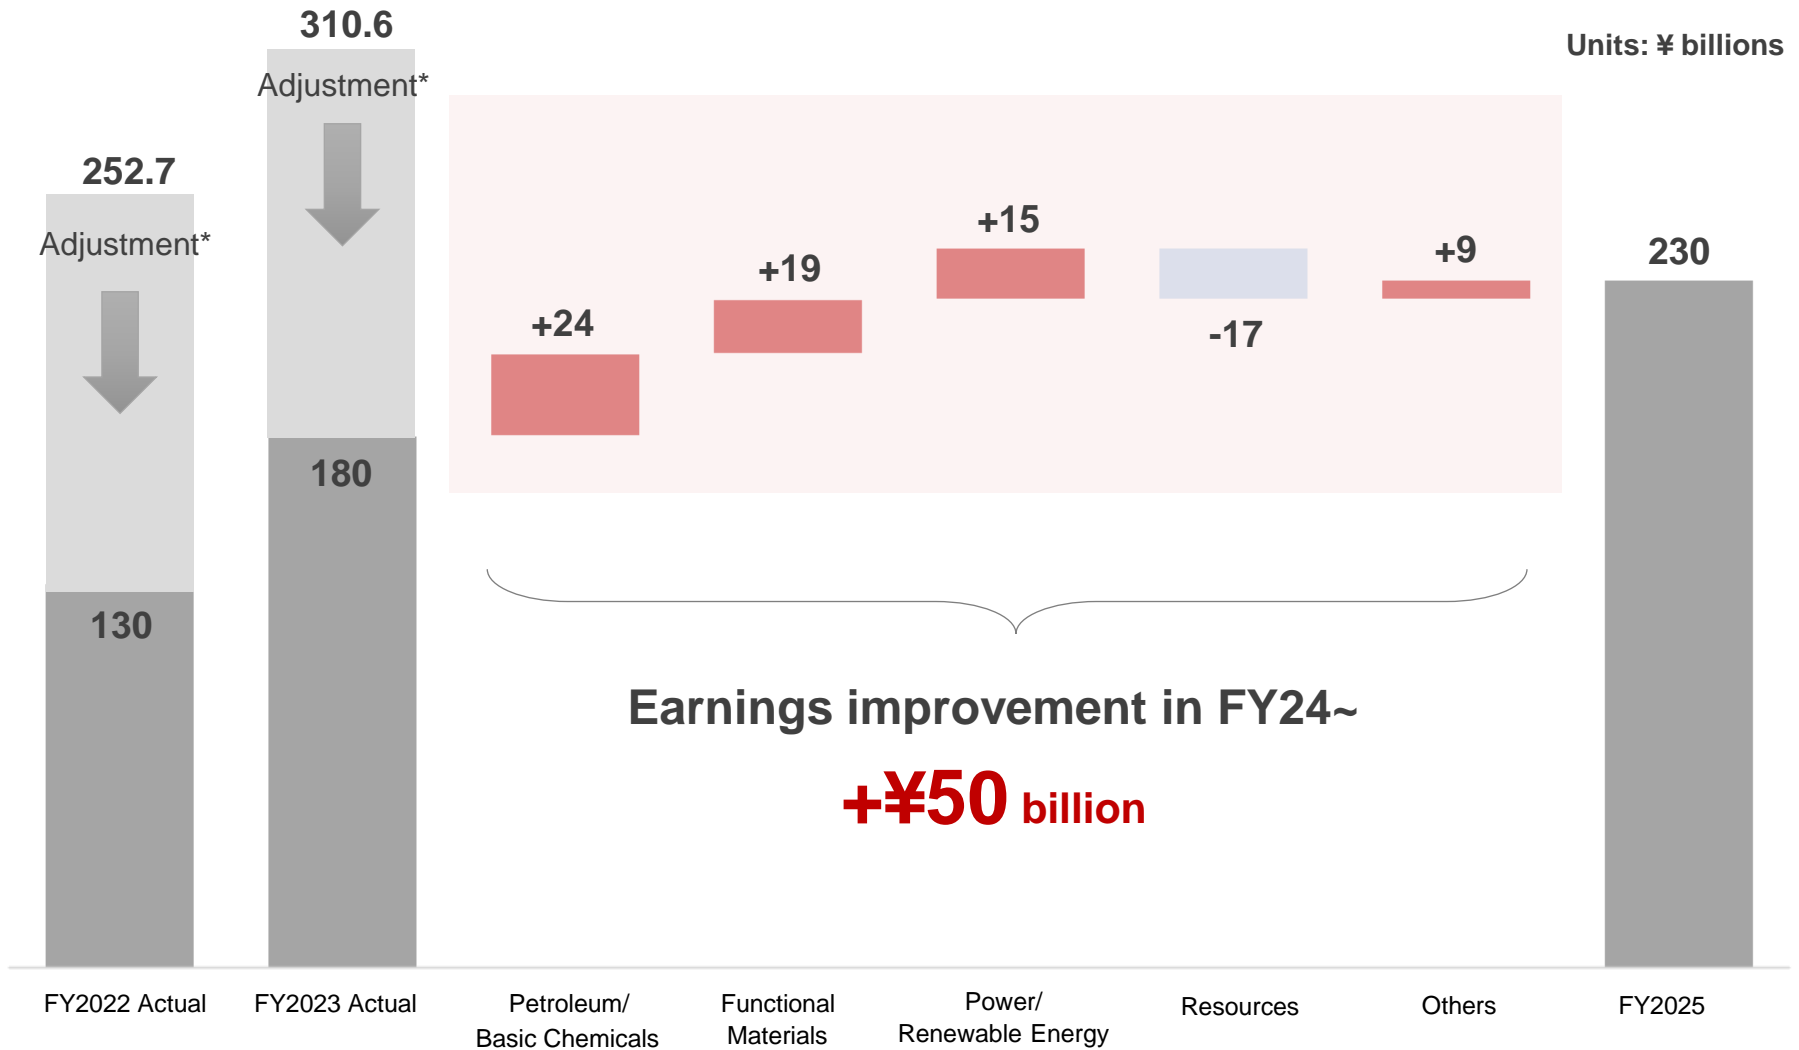 310.6
Units: ¥ billions
Adjustment*
252.7
Adjustment*
+15
+9
230
+19
+24
-17
180
130
Earnings improvement in FY24~
+¥50 billion
FY2022 Actual
FY2023 Actual
Petroleum/
Basic Chemicals
Functional
Materials
Power/
Renewable Energy
Resources
Others
FY2025